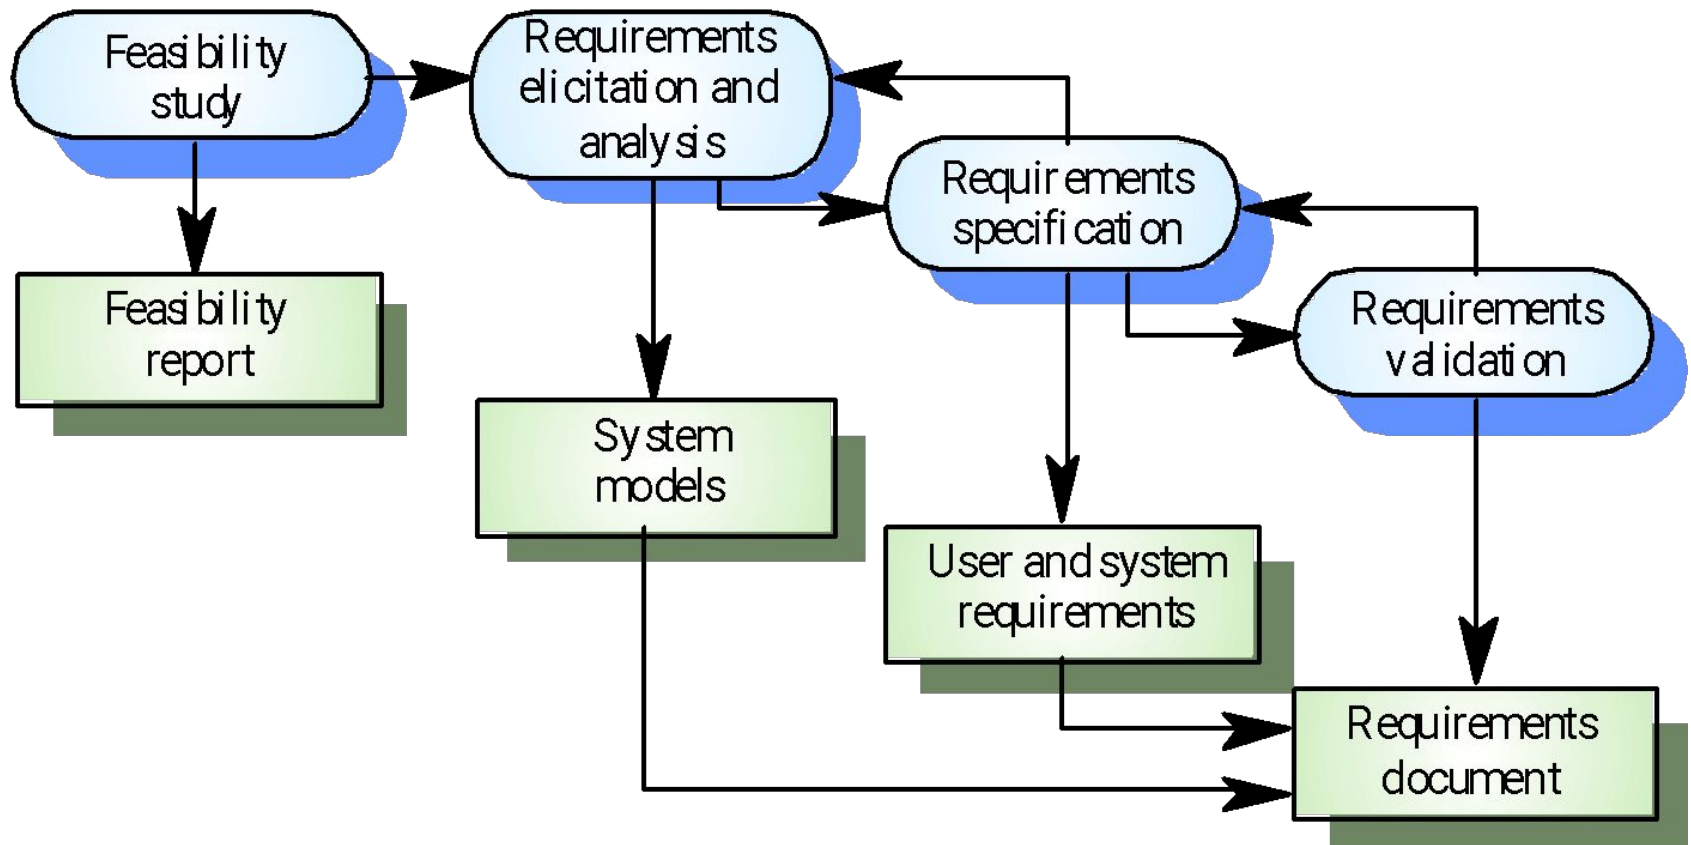 Feasibility
study
Requirements
elicitation and
analysis
Requirements
specification
Requirements
validation
Feasibility
report
System
models
User and system
requirements
Requirements
document